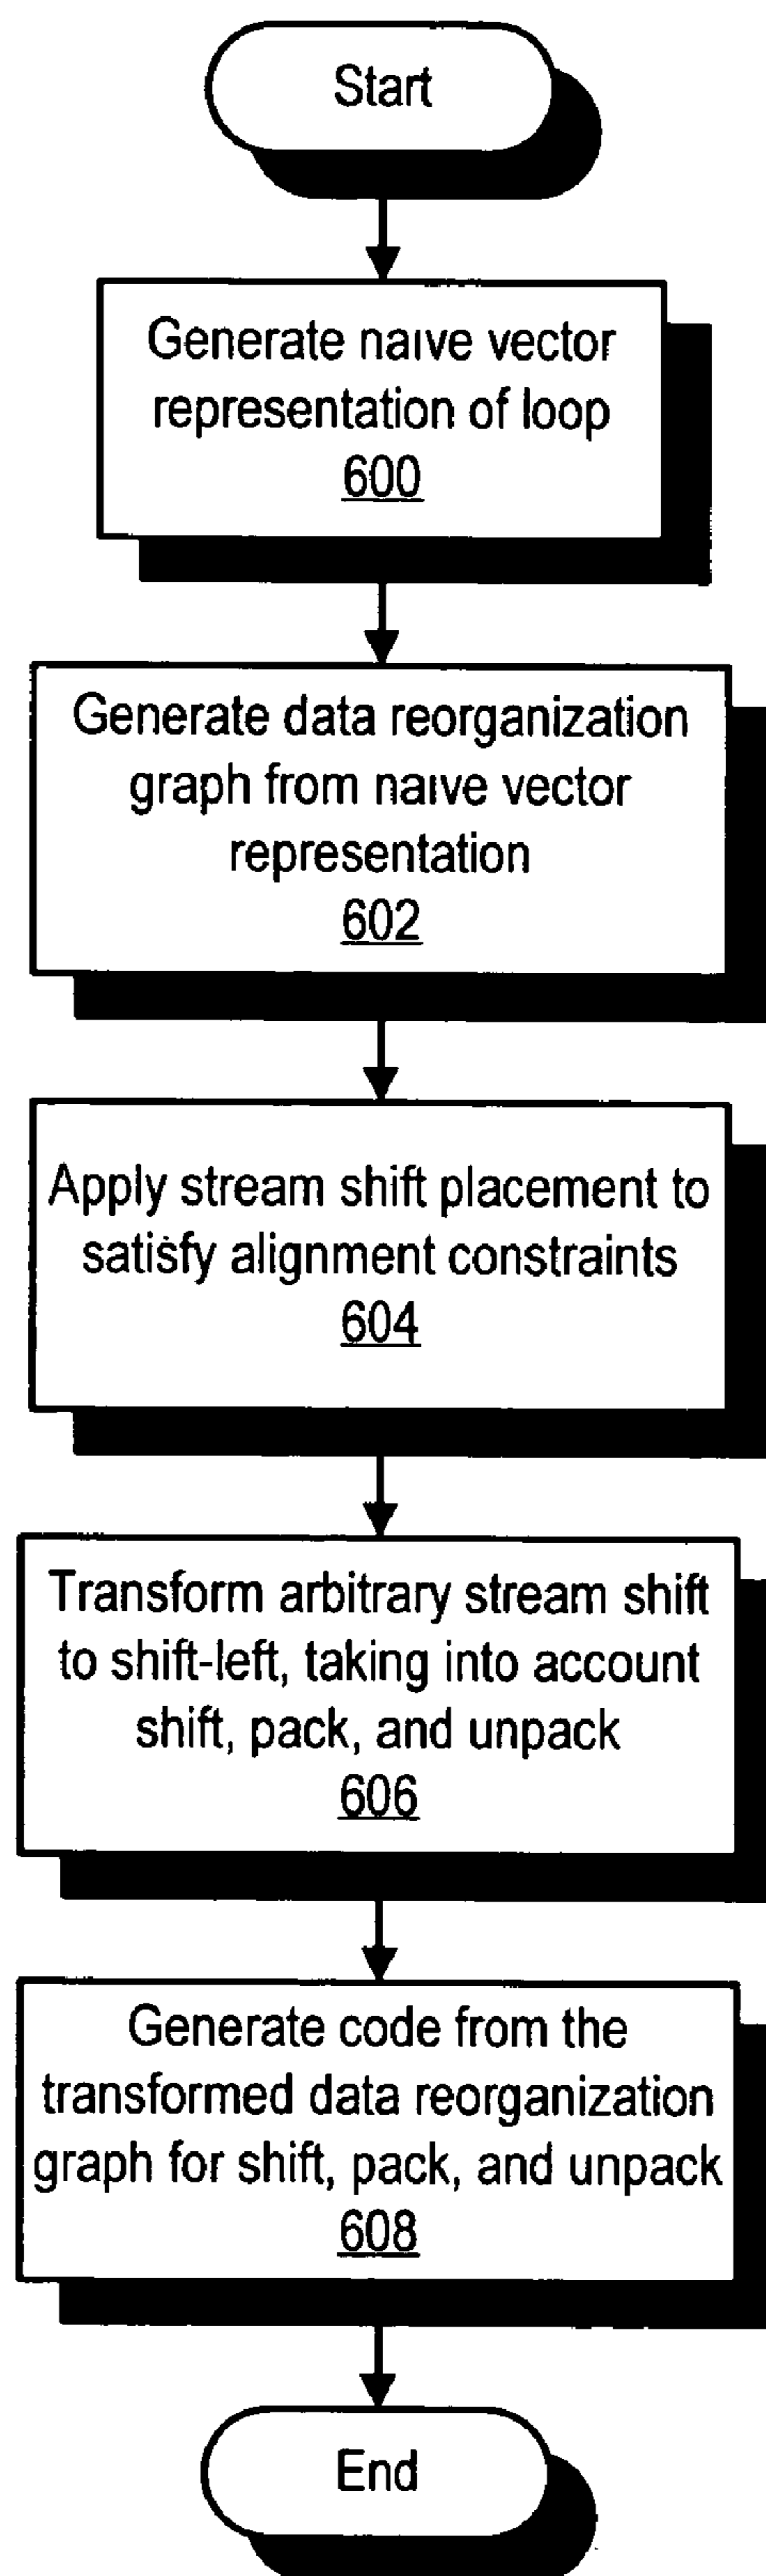 Start
Generate naıve vector
representation of loop
600
Generate data reorganization
graph from naıve vector
representation
602
Apply stream shift placement to
satisfy alignment constraints
604
Transform arbitrary stream shift
to shift-left, taking into account
shift, pack, and unpack
606
Generate code from the
transformed data reorganization
graph for shift, pack, and unpack
608
End